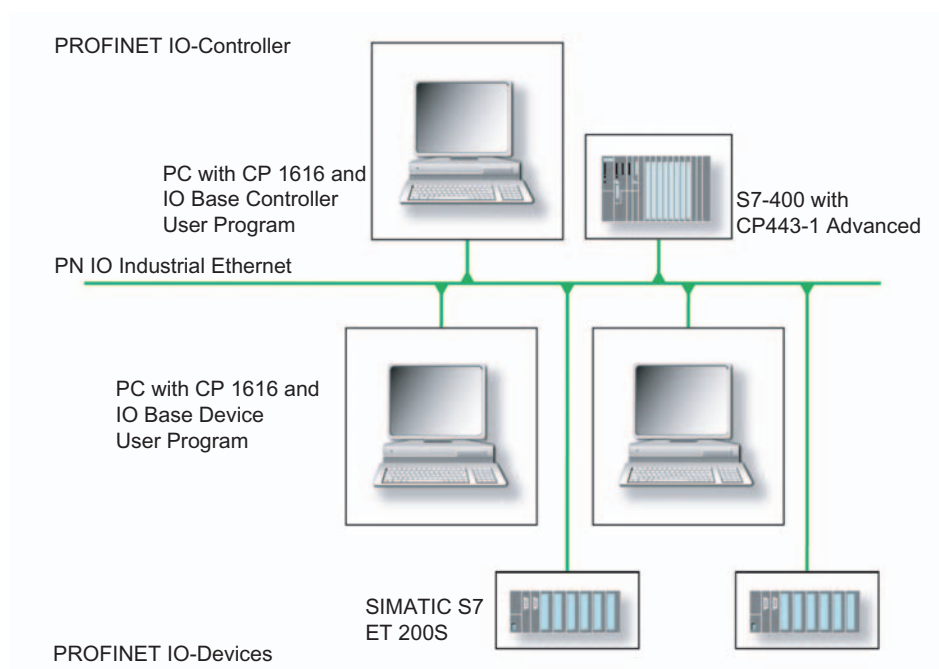 PROFINET IO-Controller
PC with CP 1616 and
IO Base Controller
User Program
S7-400 with
CP443-1 Advanced
PN IO Industrial Ethernet
PC with CP 1616 and
IO Base Device
User Program
SIMATIC S7
ET 200S
PROFINET IO-Devices